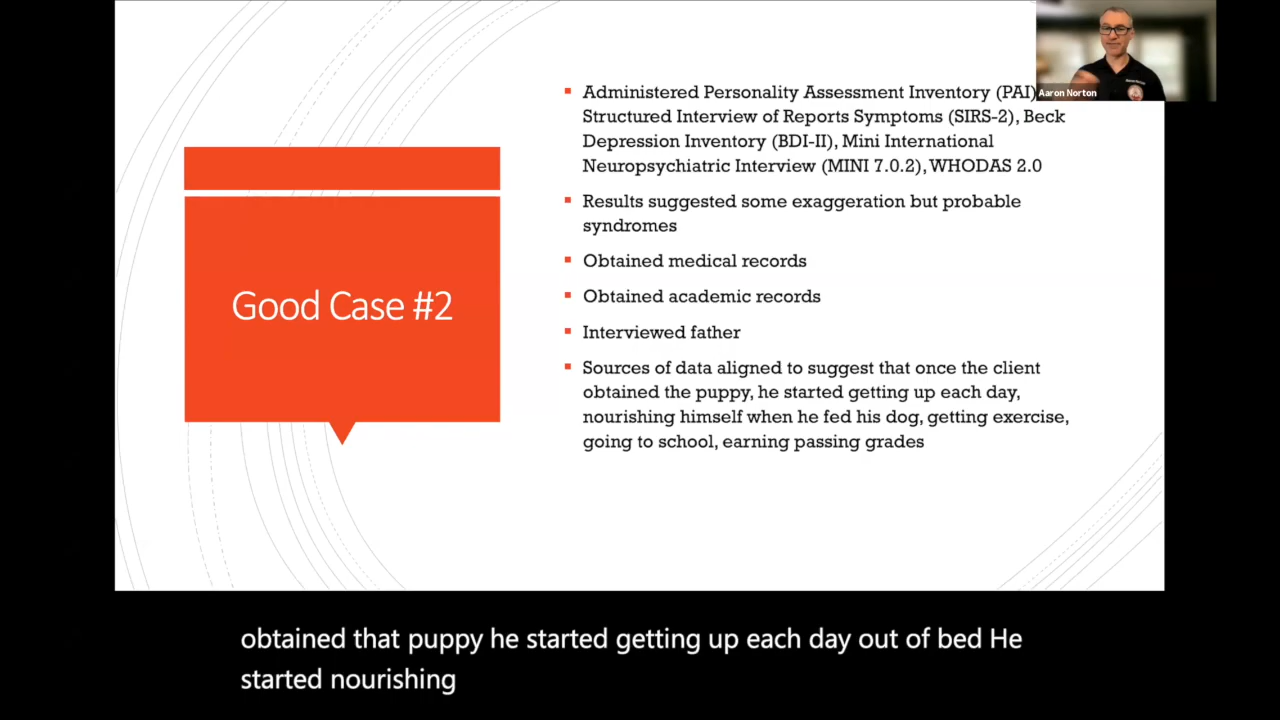 Administered Personality Assessment Inventory (PAI)
Structured Interview of Reports Symptoms (SIRS-2), Beck
Depression Inventory (BDI-II), Mini International
Neuropsychiatric Interview (MINI 7.0.2), WHODAS 2.0
Results suggested some exaggeration but probable
syndromes
Obtained medical records
Obtained academic records
Interviewed father
Sources of data aligned to suggest that once the client
obtained the puppy, he started getting up each day,
nourishing himself when he fed his dog, getting exercise,
going to school, earning passing grades
Good Case #2
Aaron Norton
obtained that puppy he started getting up each day out of bed He
started nourishing